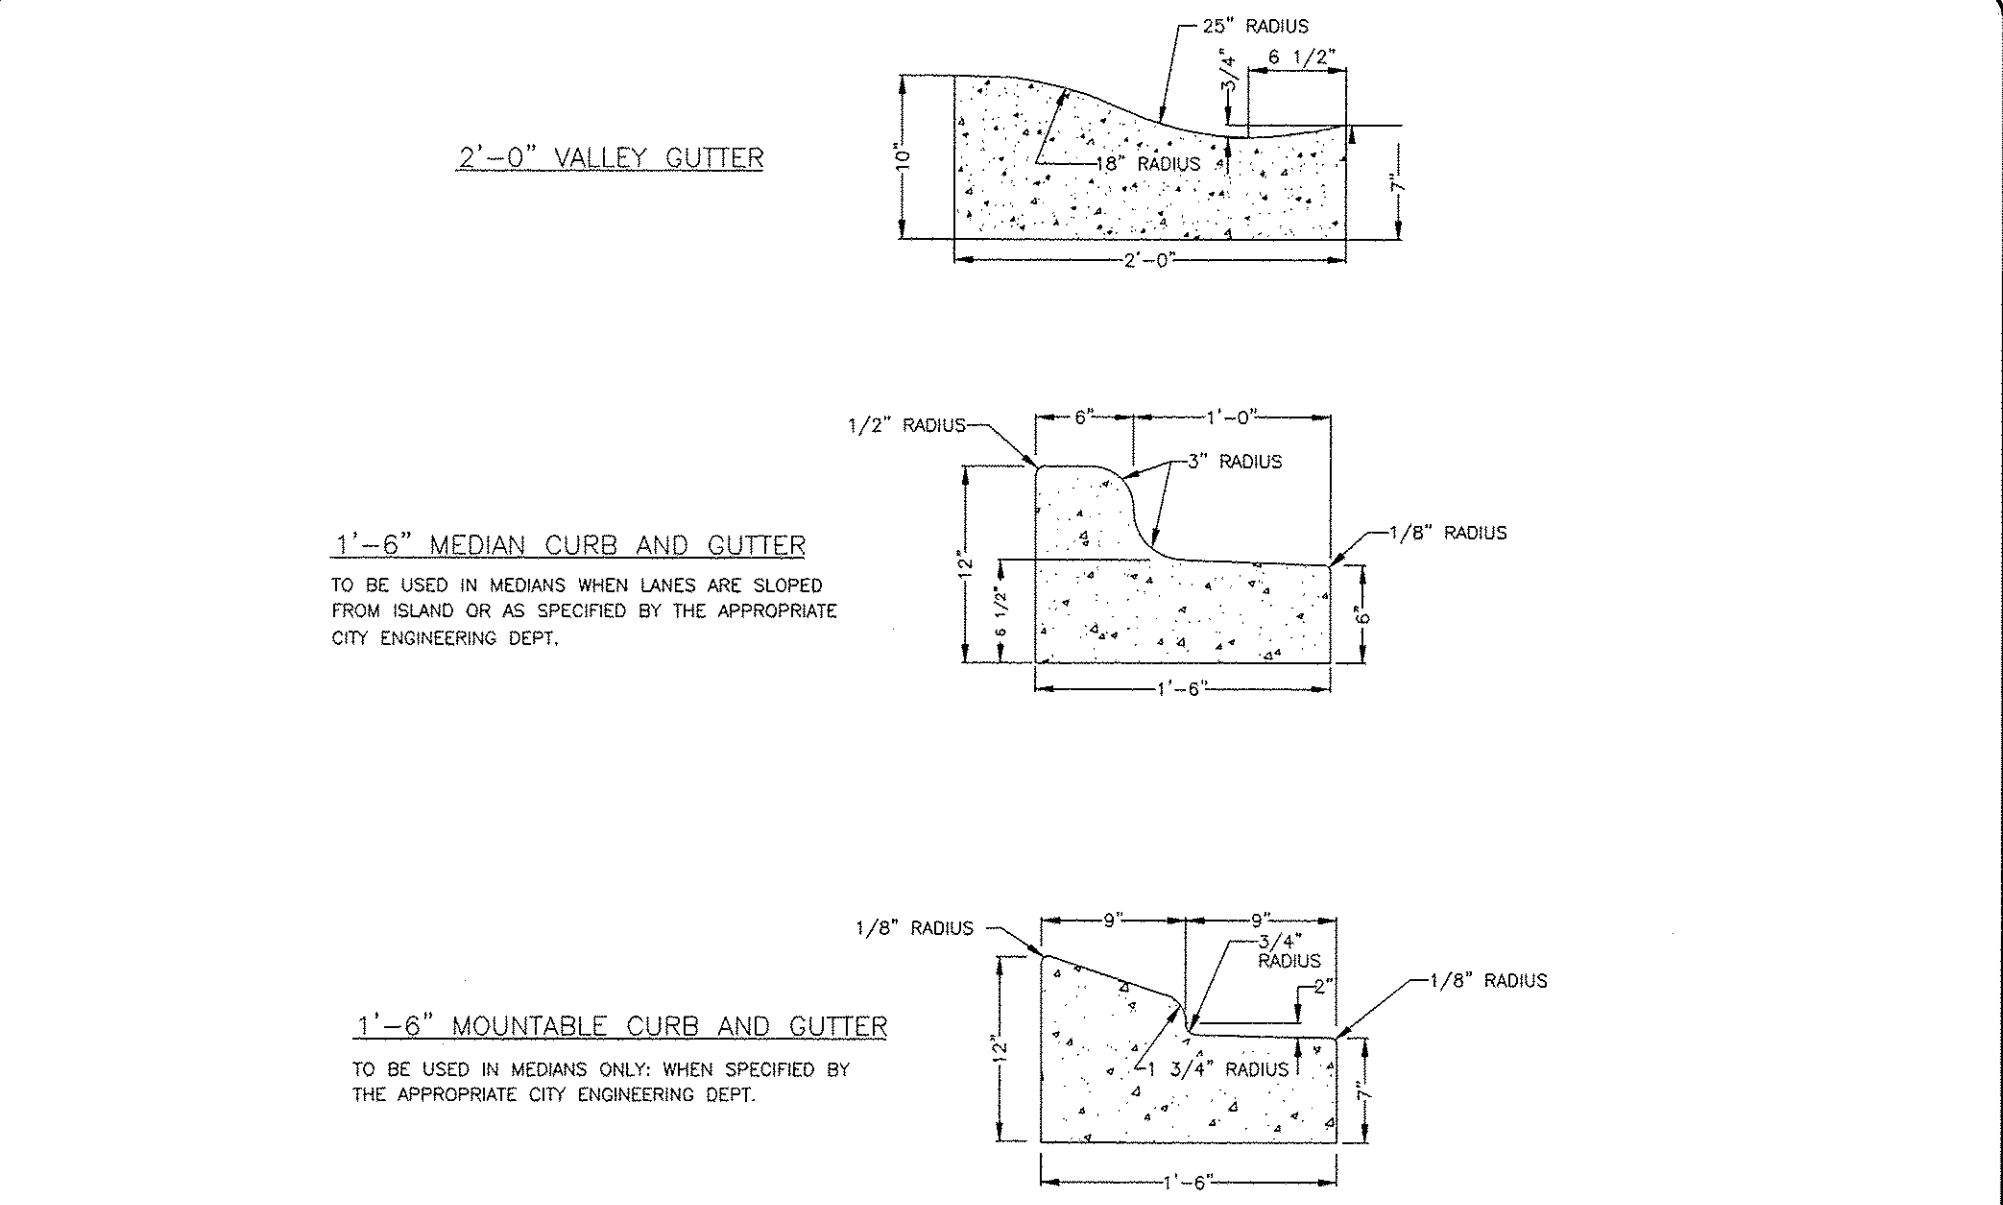 25" RADIUS
3/4"
6 1/2"
10"
2'-0" VALLEY GUTTER
18" RADIUS
7"
2'-0"
6"
1'-0"
1/2" RADIUS
3" RADIUS
1/8" RADIUS
1'-6" MEDIAN CURB AND GUTTER
TO BE USED IN MEDIANS WHEN LANES ARE SLOPED
FROM ISLAND OR AS SPECIFIED BY THE APPROPRIATE
CITY ENGINEERING DEPT.
12"
6 1/2"
6"
1'-6"
9"
9"
1/8" RADIUS
3/4"
RADIUS
2"
1/8" RADIUS
1'-6" MOUNTABLE CURB AND GUTTER
TO BE USED IN MEDIANS ONLY: WHEN SPECIFIED BY
THE APPROPRIATE CITY ENGINEERING DEPT.
12"
1 3/4" RADIUS
7"
1'-6"